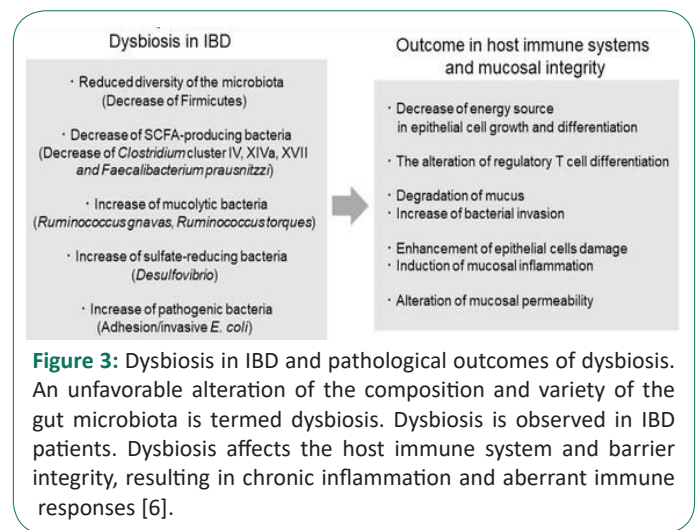 Dysbiosis in IBD
· Reduced diversity of the microbiota
(Decrease of Firmicutes)
· Decrease of SCFA-producing bacteria
(Decrease of Clostridium cluster IV, XIVa, XVII
and Faecalibacterium prausnitzzi)
· Increase of mucolytic bacteria
(Ruminococcus gnavas, Ruminococcus torques)
· Increase of sulfate-reducing bacteria
(Desulfovibrio)
· Increase of pathogenic bacteria
(Adhesion/invasive E. coli)
Outcome in host immune systems
and mucosal integrity
· Decrease of energy source
in epithelial cell growth and differentiation
· The alteration of regulatory T cell differentiation
· Degradation of mucus
· Increase of bacterial invasion
· Enhancement of epithelial cells damage
· Induction of mucosal inflammation
· Alteration of mucosal permeability
Figure 3: Dysbiosis in IBD and pathological outcomes of dysbiosis.
An unfavorable alteration of the composition and variety of the
gut microbiota is termed dysbiosis. Dysbiosis is observed in IBD
patients. Dysbiosis affects the host immune system and barrier
integrity, resulting in chronic inflammation and aberrant immune
responses [6].